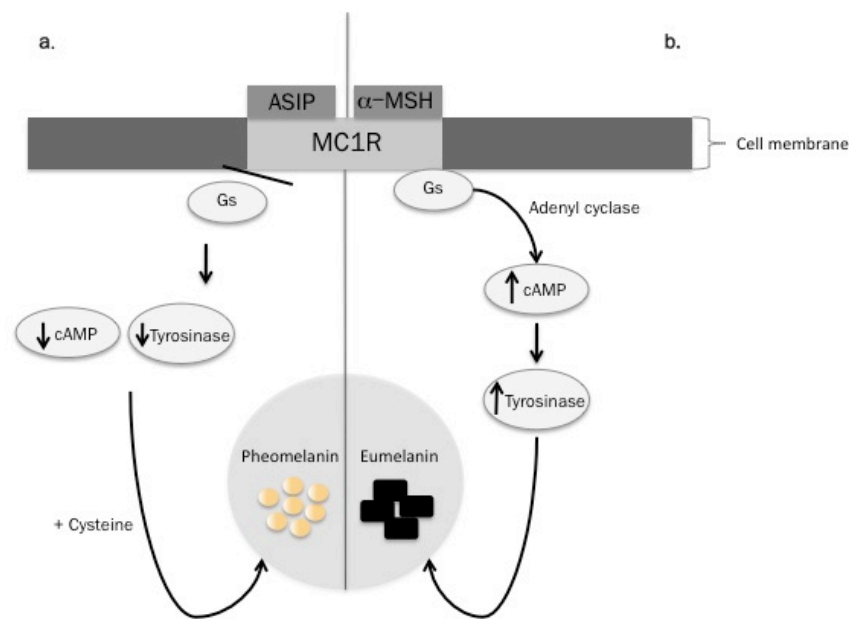 a.
b.
ASIP
α-MSH
MC1R
Cell membrane
Gs
Gs
Adenyl cyclase
cAMP
Tyrosinase
cAMP
Tyrosinase
Pheomelanin
Eumelanin
+ Cysteine